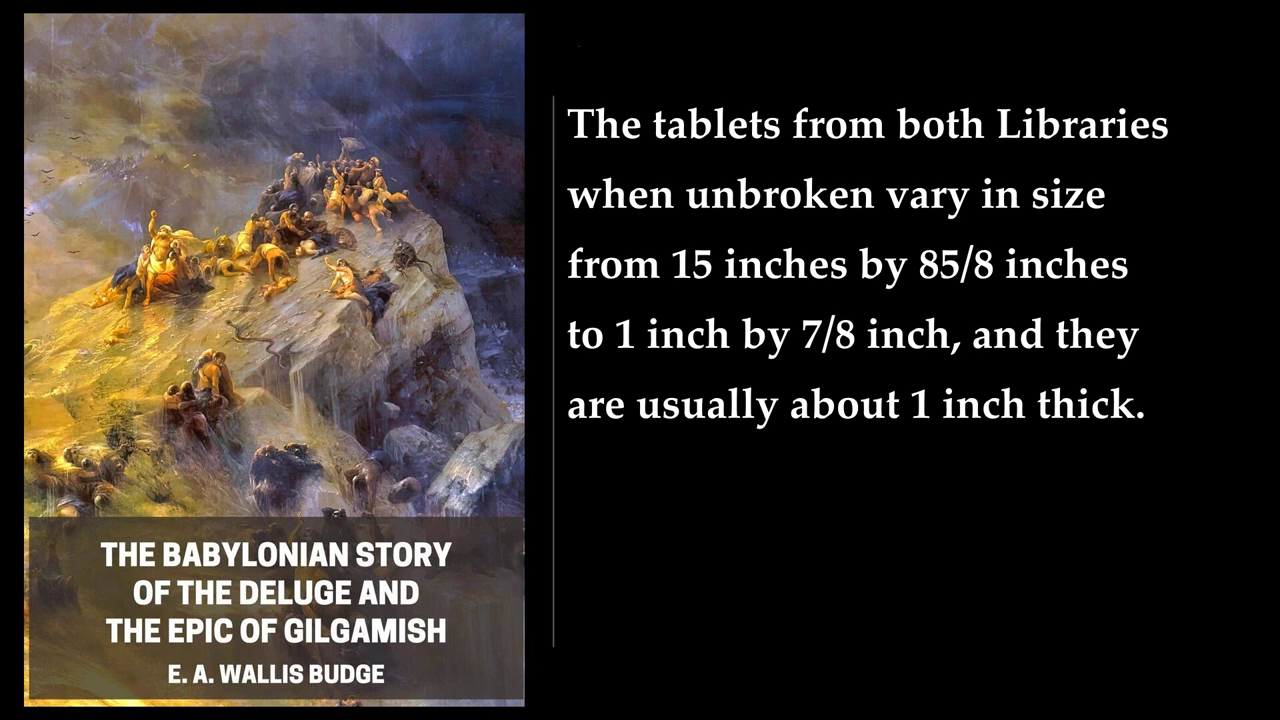 The tablets from both Libraries
when unbroken vary in size
from 15 inches by 85/8 inches
to 1 inch by 7/8 inch, and they
are usually about 1 inch thick.
THE BABYLONIAN STORY
OF THE DELUGE AND
THE EPIC OF GILGAMISH
E. A. WALLIS BUDGE